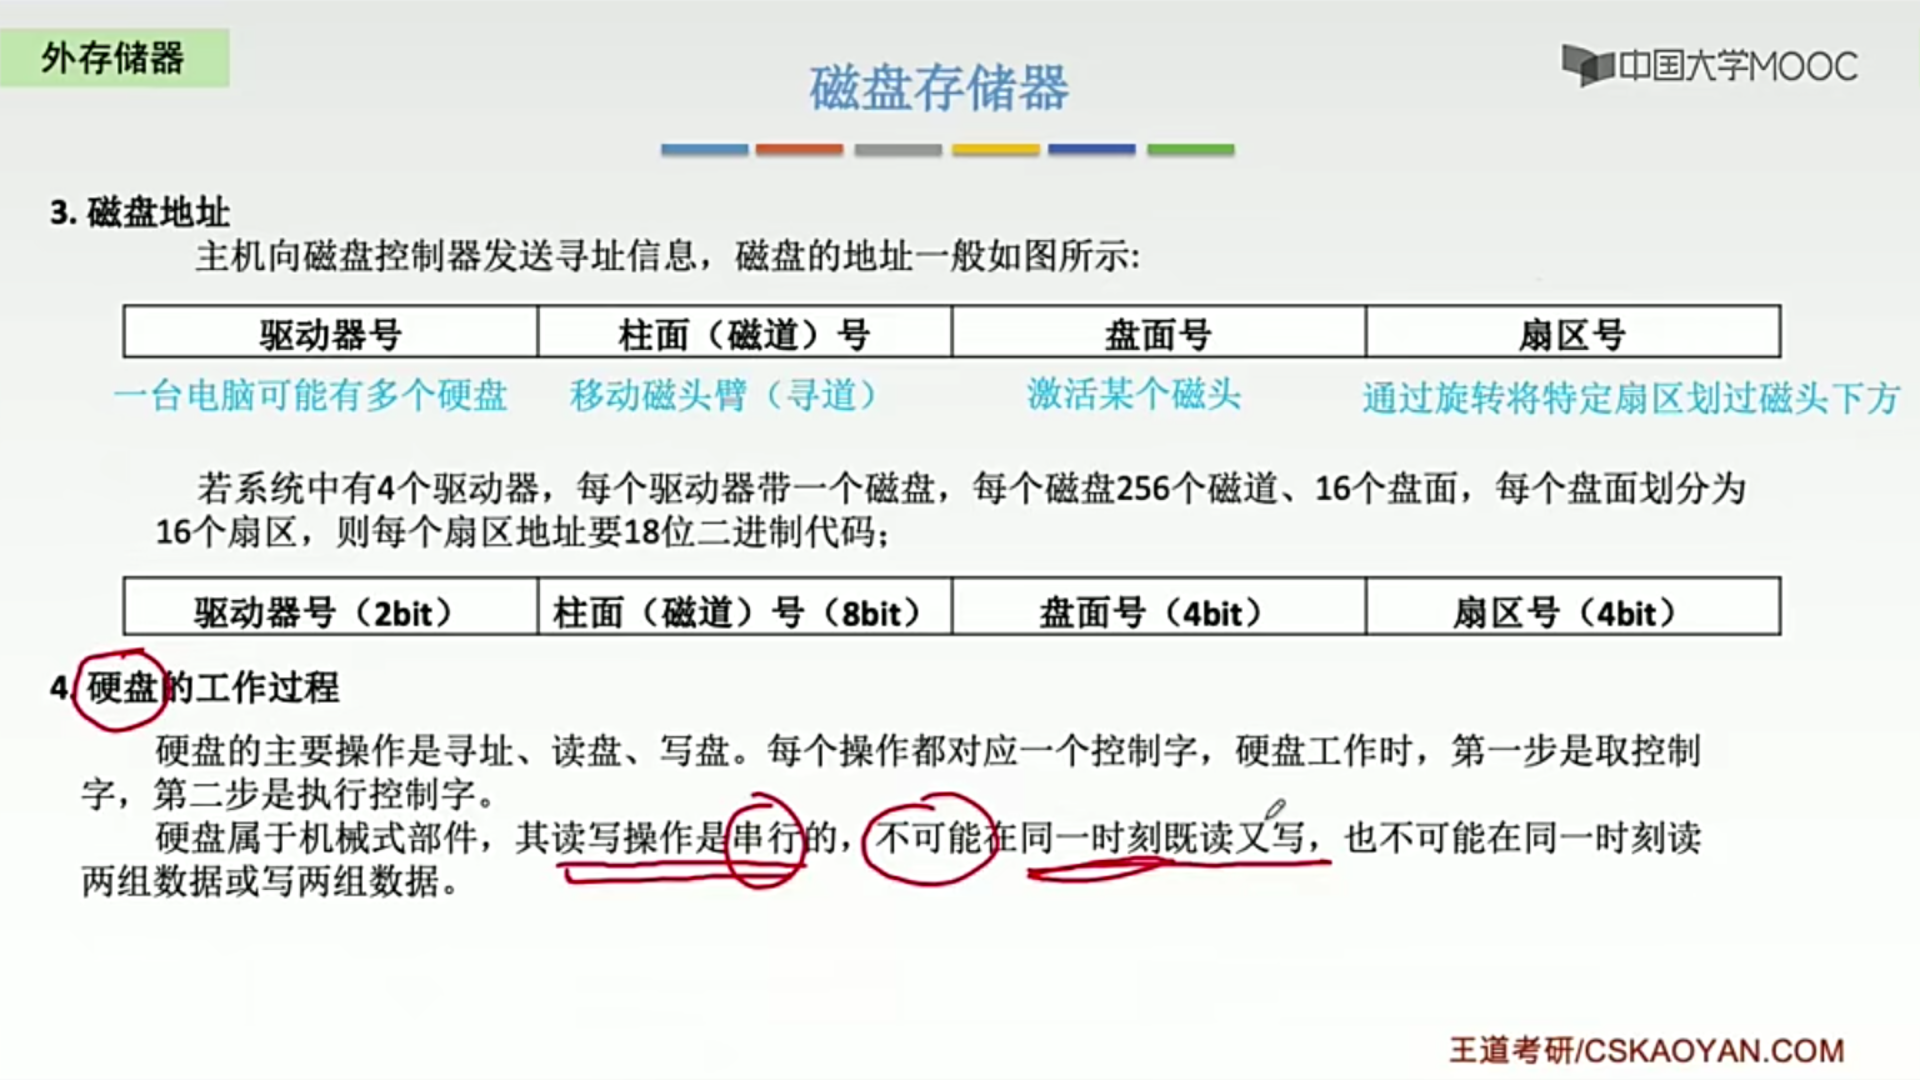 外存储器
中国大学MOOC
磁盘存储器
3. 磁盘地址
主机向磁盘控制器发送寻址信息，磁盘的地址一般如图所示:
驱动器号 柱面（磁道）号 盘面号 扇区号
一台电脑可能有多个硬盘 移动磁头臂（寻道） 激活某个磁头 通过旋转将特定扇区划过磁头下方
若系统中有4个驱动器，每个驱动器带一个磁盘，每个磁盘256个磁道、16个盘面，每个盘面划分为
16个扇区，则每个扇区地址要18位二进制代码；
驱动器号（2bit） 柱面（磁道）号（8bit） 盘面号（4bit） 扇区号（4bit）
4. 硬盘的工作过程
硬盘的主要操作是寻址、读盘、写盘。每个操作都对应一个控制字，硬盘工作时，第一步是取控制
字，第二步是执行控制字。
硬盘属于机械式部件，其读写操作是串行的，不可能在同一时刻既读又写，也不可能在同一时刻读
两组数据或写两组数据。
王道考研/CSKAOYAN.COM